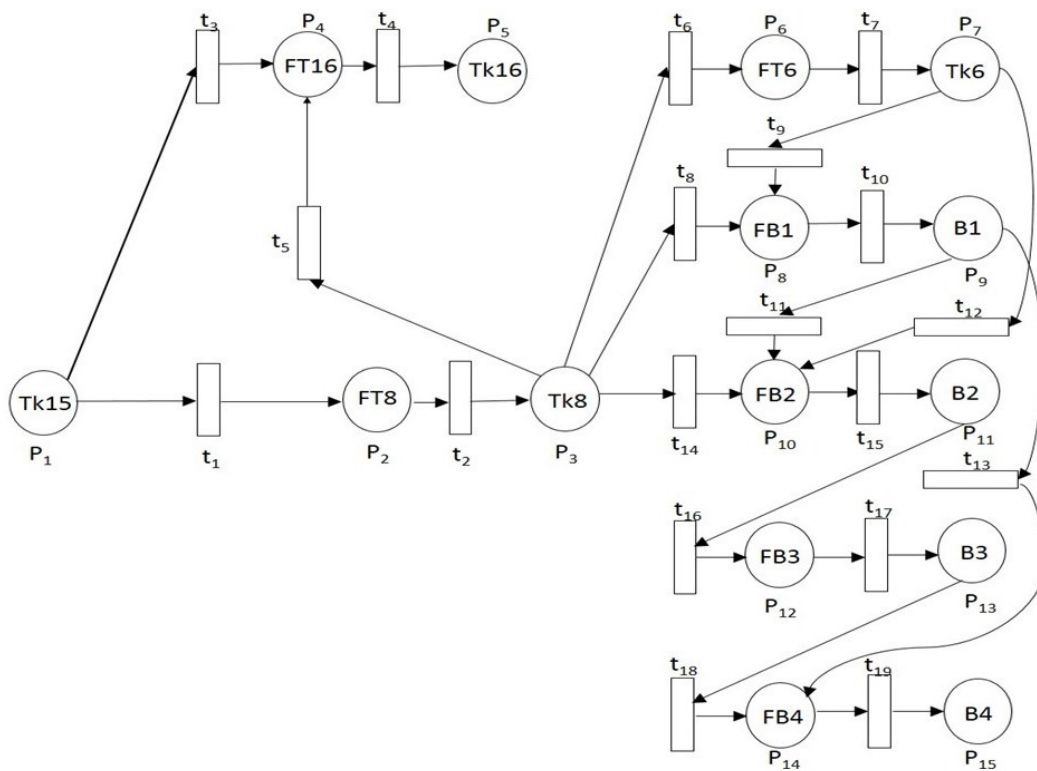 t₃ P₄ t₄ P₅
FT16 Tk16
t₆ P₆ t₇ P₇
FT6 Tk6
t₉
t₈ t₁₀
t₅
FB1 B1
P₈ P₉
t₁₁ t₁₂
Tk15 FT8 Tk8 FB2 B2
P₁ t₁ P₂ t₂ P₃ t₁₄ P₁₀ t₁₅ P₁₁
t₁₃
t₁₆ t₁₇
FB3 B3
P₁₂ P₁₃
t₁₈ t₁₉
FB4 B4
P₁₄ P₁₅